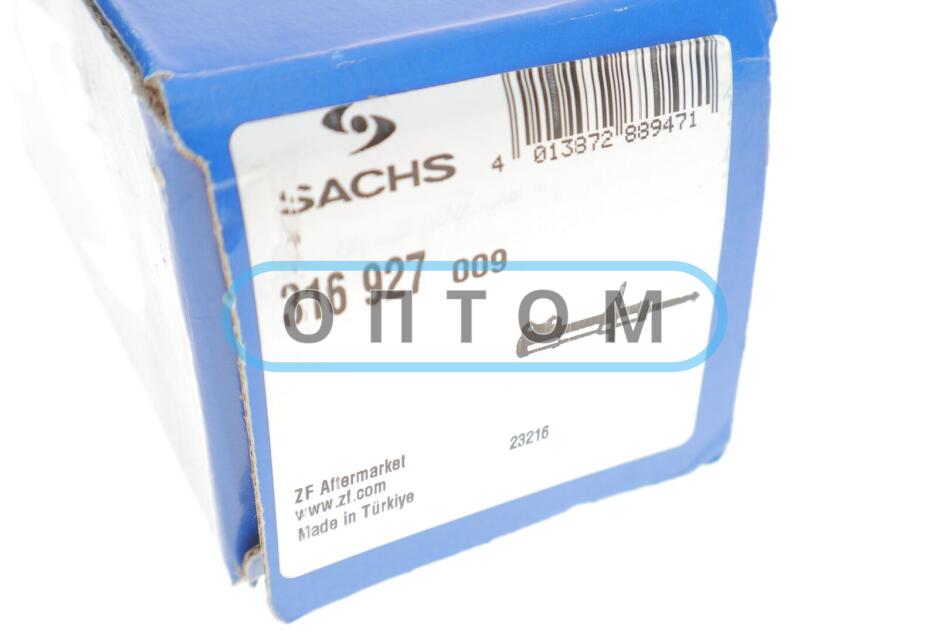 4 013872 889471
SACHS
316 927 009
ОПТОМ
23216
ZF Aftermarket
www.zf.com
Made in Türkiye